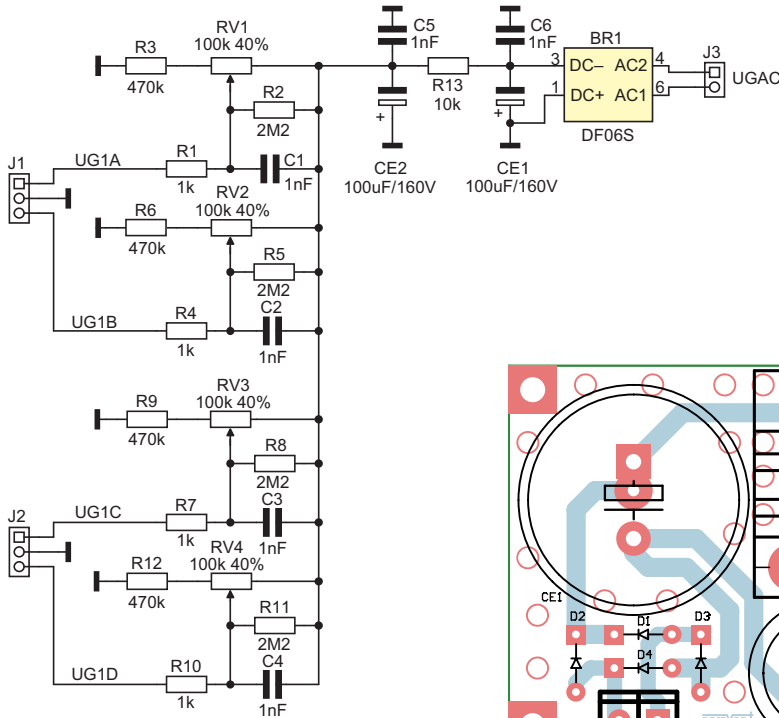 C5
1nF
C6
1nF
BR1
3 DC– AC2 4
1 DC+ AC1 6
DF06S
J3
UGAC
R13
10k
CE2
100uF/160V
CE1
100uF/160V
RV1
100k 40%
R3
470k
R2
2M2
J1
UG1A
R1
1k
C1
1nF
RV2
100k 40%
R6
470k
R5
2M2
UG1B
R4
1k
C2
1nF
RV3
100k 40%
R9
470k
R8
2M2
J2
UG1C
R7
1k
C3
1nF
RV4
100k 40%
R12
470k
R11
2M2
UG1D
R10
1k
C4
1nF
+
+
CE1
D2
D1
D3
D4